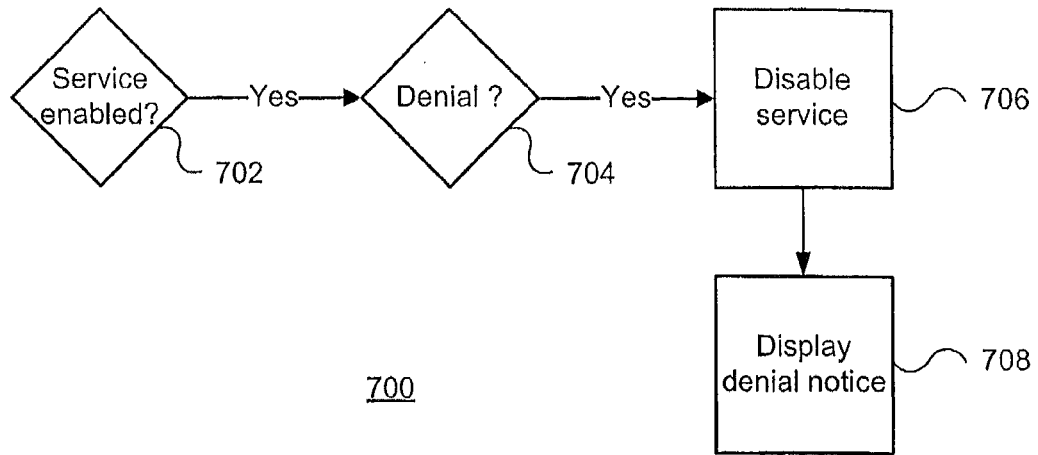 Service
enabled?
Yes
Denial ?
Yes
Disable
service
706
702
704
Display
denial notice
708
700